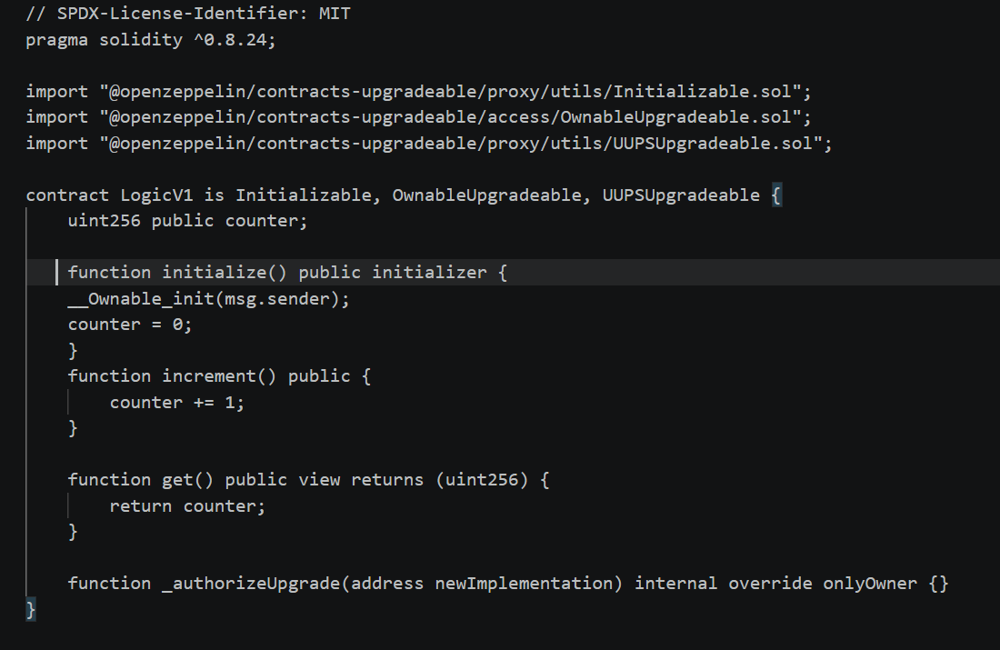 // SPDX-License-Identifier: MIT
pragma solidity ^0.8.24;

import "@openzeppelin/contracts-upgradeable/proxy/utils/Initializable.sol";
import "@openzeppelin/contracts-upgradeable/access/OwnableUpgradeable.sol";
import "@openzeppelin/contracts-upgradeable/proxy/utils/UUPSUpgradeable.sol";

contract LogicV1 is Initializable, OwnableUpgradeable, UUPSUpgradeable {
    uint256 public counter;

    function initialize() public initializer {
    __Ownable_init(msg.sender);
    counter = 0;
    }
    function increment() public {
        counter += 1;
    }

    function get() public view returns (uint256) {
        return counter;
    }

    function _authorizeUpgrade(address newImplementation) internal override onlyOwner {}
}